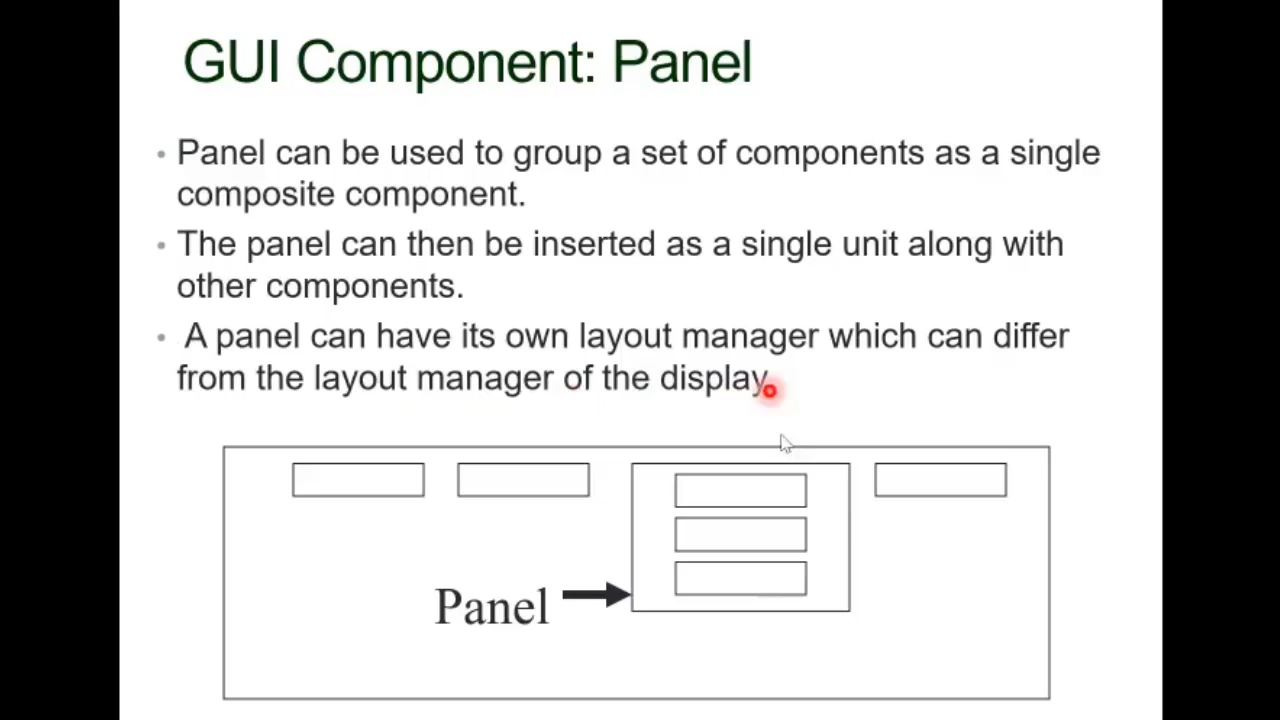 GUI Component: Panel
• Panel can be used to group a set of components as a single
composite component.
• The panel can then be inserted as a single unit along with
other components.
• A panel can have its own layout manager which can differ
from the layout manager of the display.
Panel